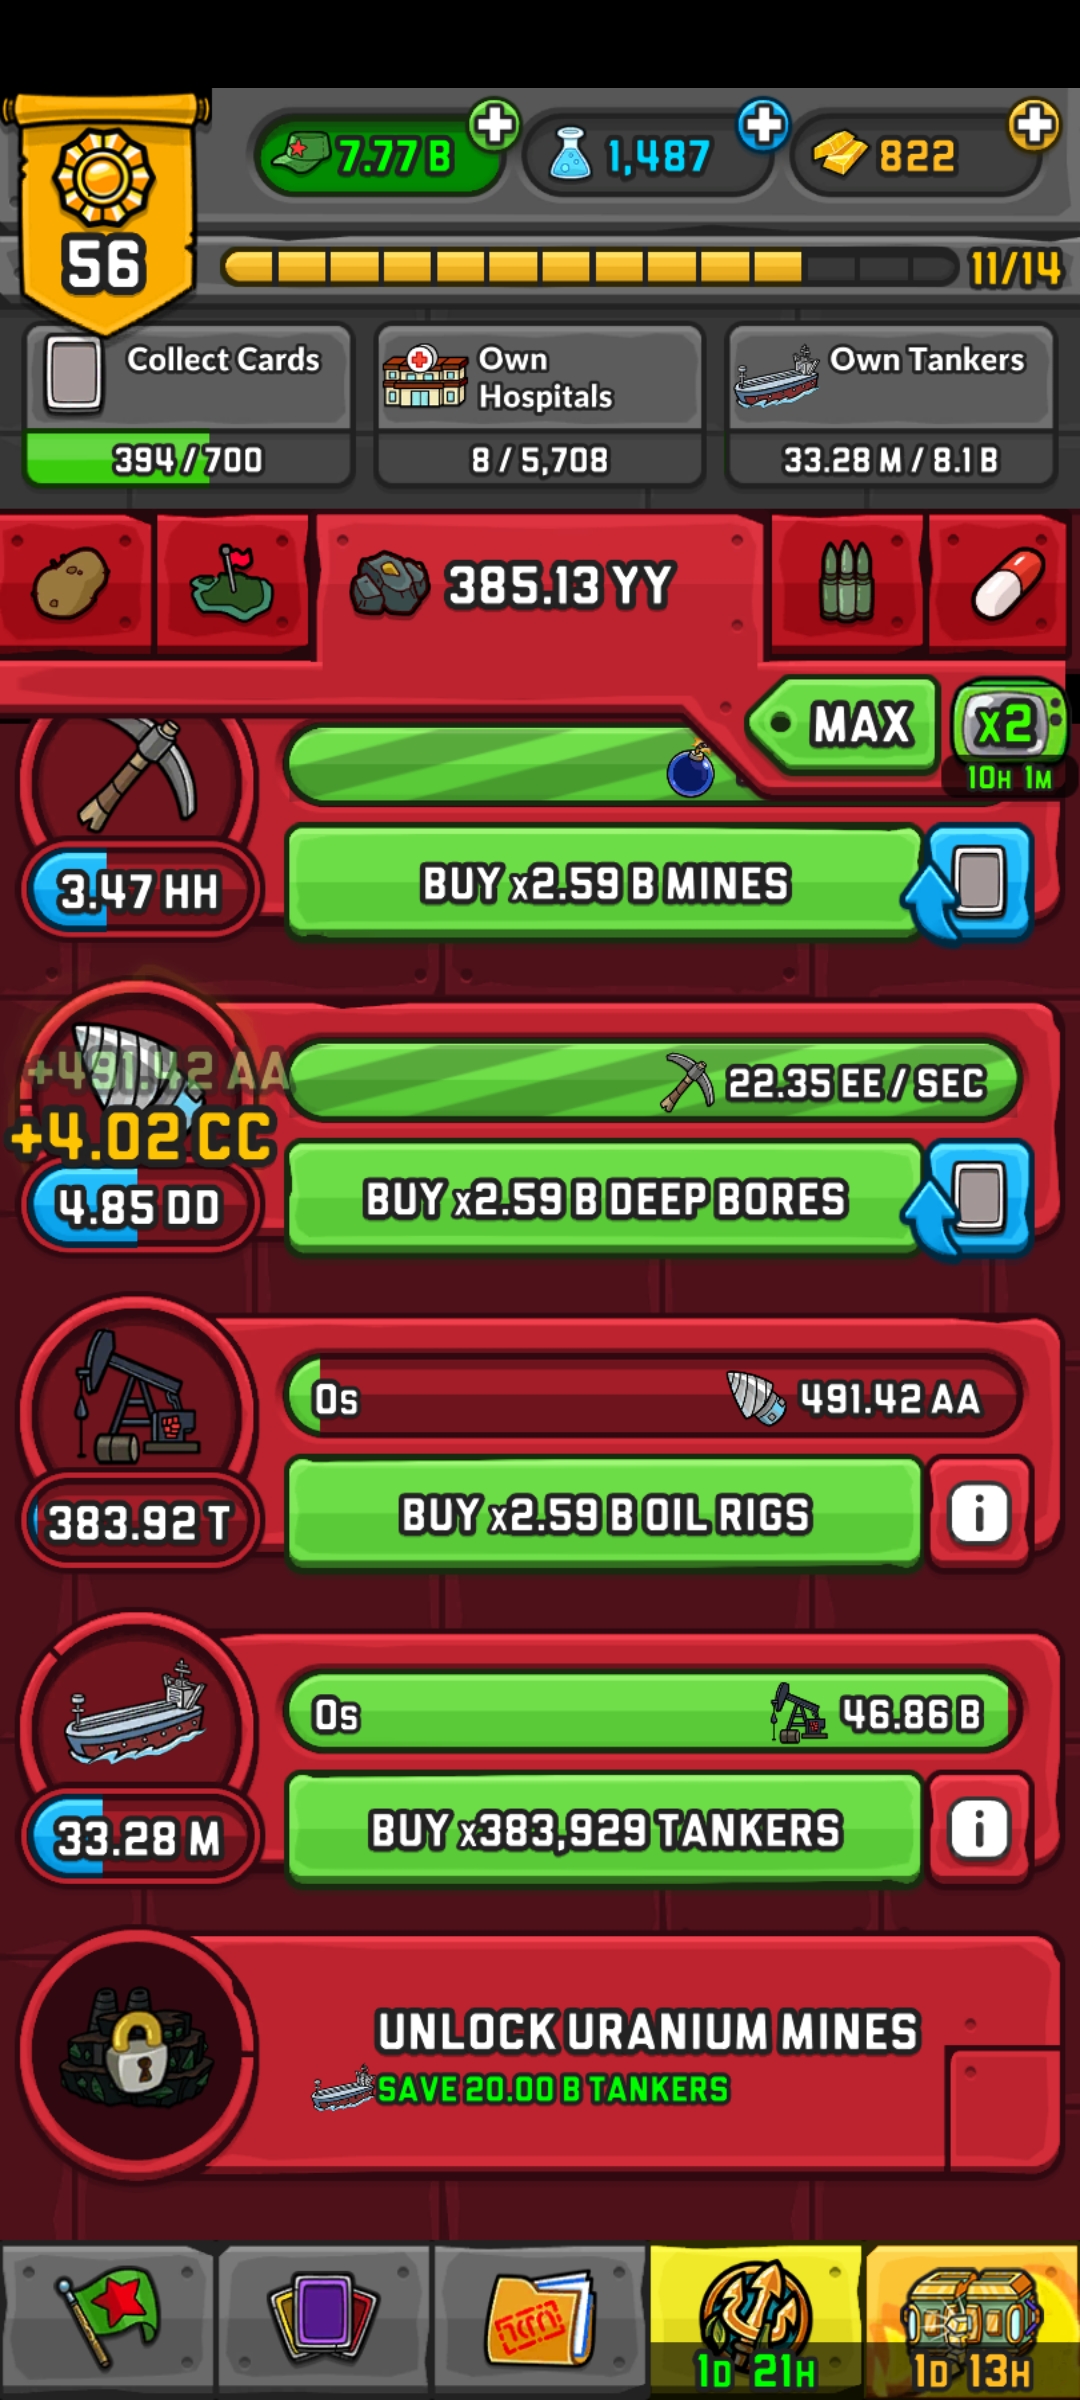 7.77 B
1,487
822
56
11/14
Collect Cards
394 / 700
Own
Hospitals
8 / 5,708
Own Tankers
33.28 M / 8.1 B
385.13 YY
MAX
x2
10H 1M
3.47 HH
BUY x2.59 B MINES
+491.42 AA
+4.02 CC
22.35 EE / SEC
4.85 DD
BUY x2.59 B DEEP BORES
0s
491.42 AA
383.92 T
BUY x2.59 B OIL RIGS
i
0s
46.86 B
33.28 M
BUY x383,929 TANKERS
i
UNLOCK URANIUM MINES
SAVE 20.00 B TANKERS
1D 21H
1D 13H